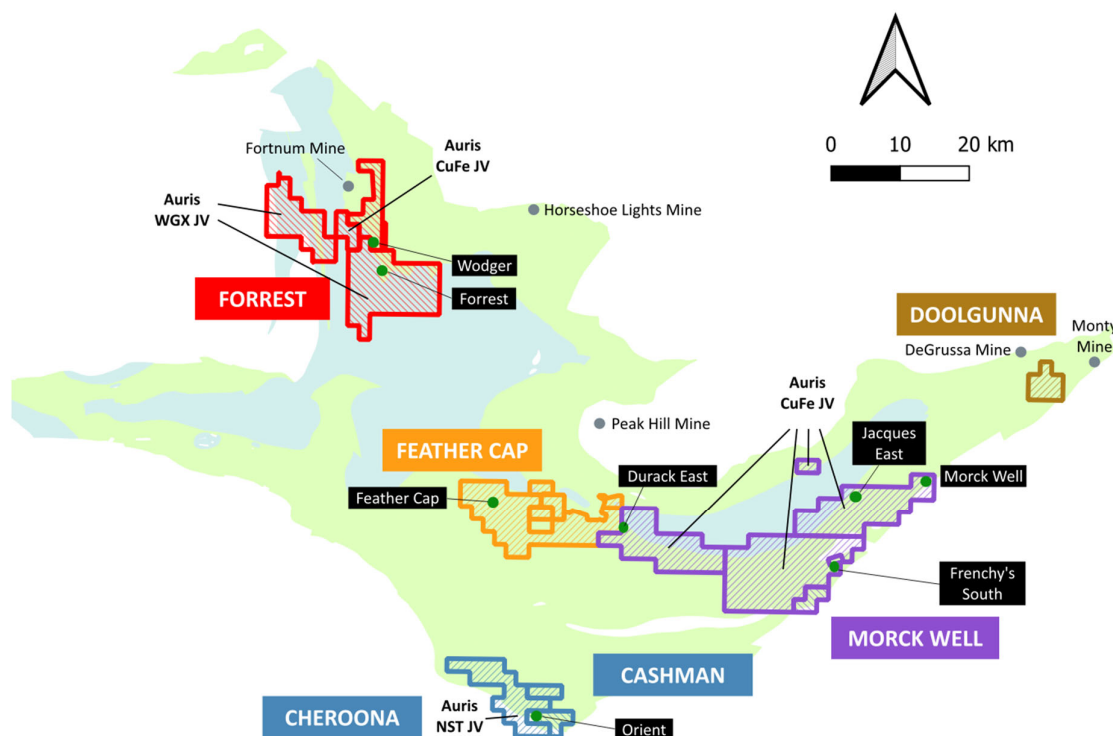 Fortnum Mine
Auris
CuFe JV
Auris
WGX JV
Horseshoe Lights Mine
Wodger
Forrest
FORREST
0 10 20 km
DOOLGUNNA
DeGrussa Mine
Monty
Mine
Auris
CuFe JV
Peak Hill Mine
FEATHER CAP
Feather Cap
Durack East
Jacques
East
Morck Well
Frenchy's
South
MORCK WELL
CASHMAN
CHEROONA
Auris
NST JV
Orient